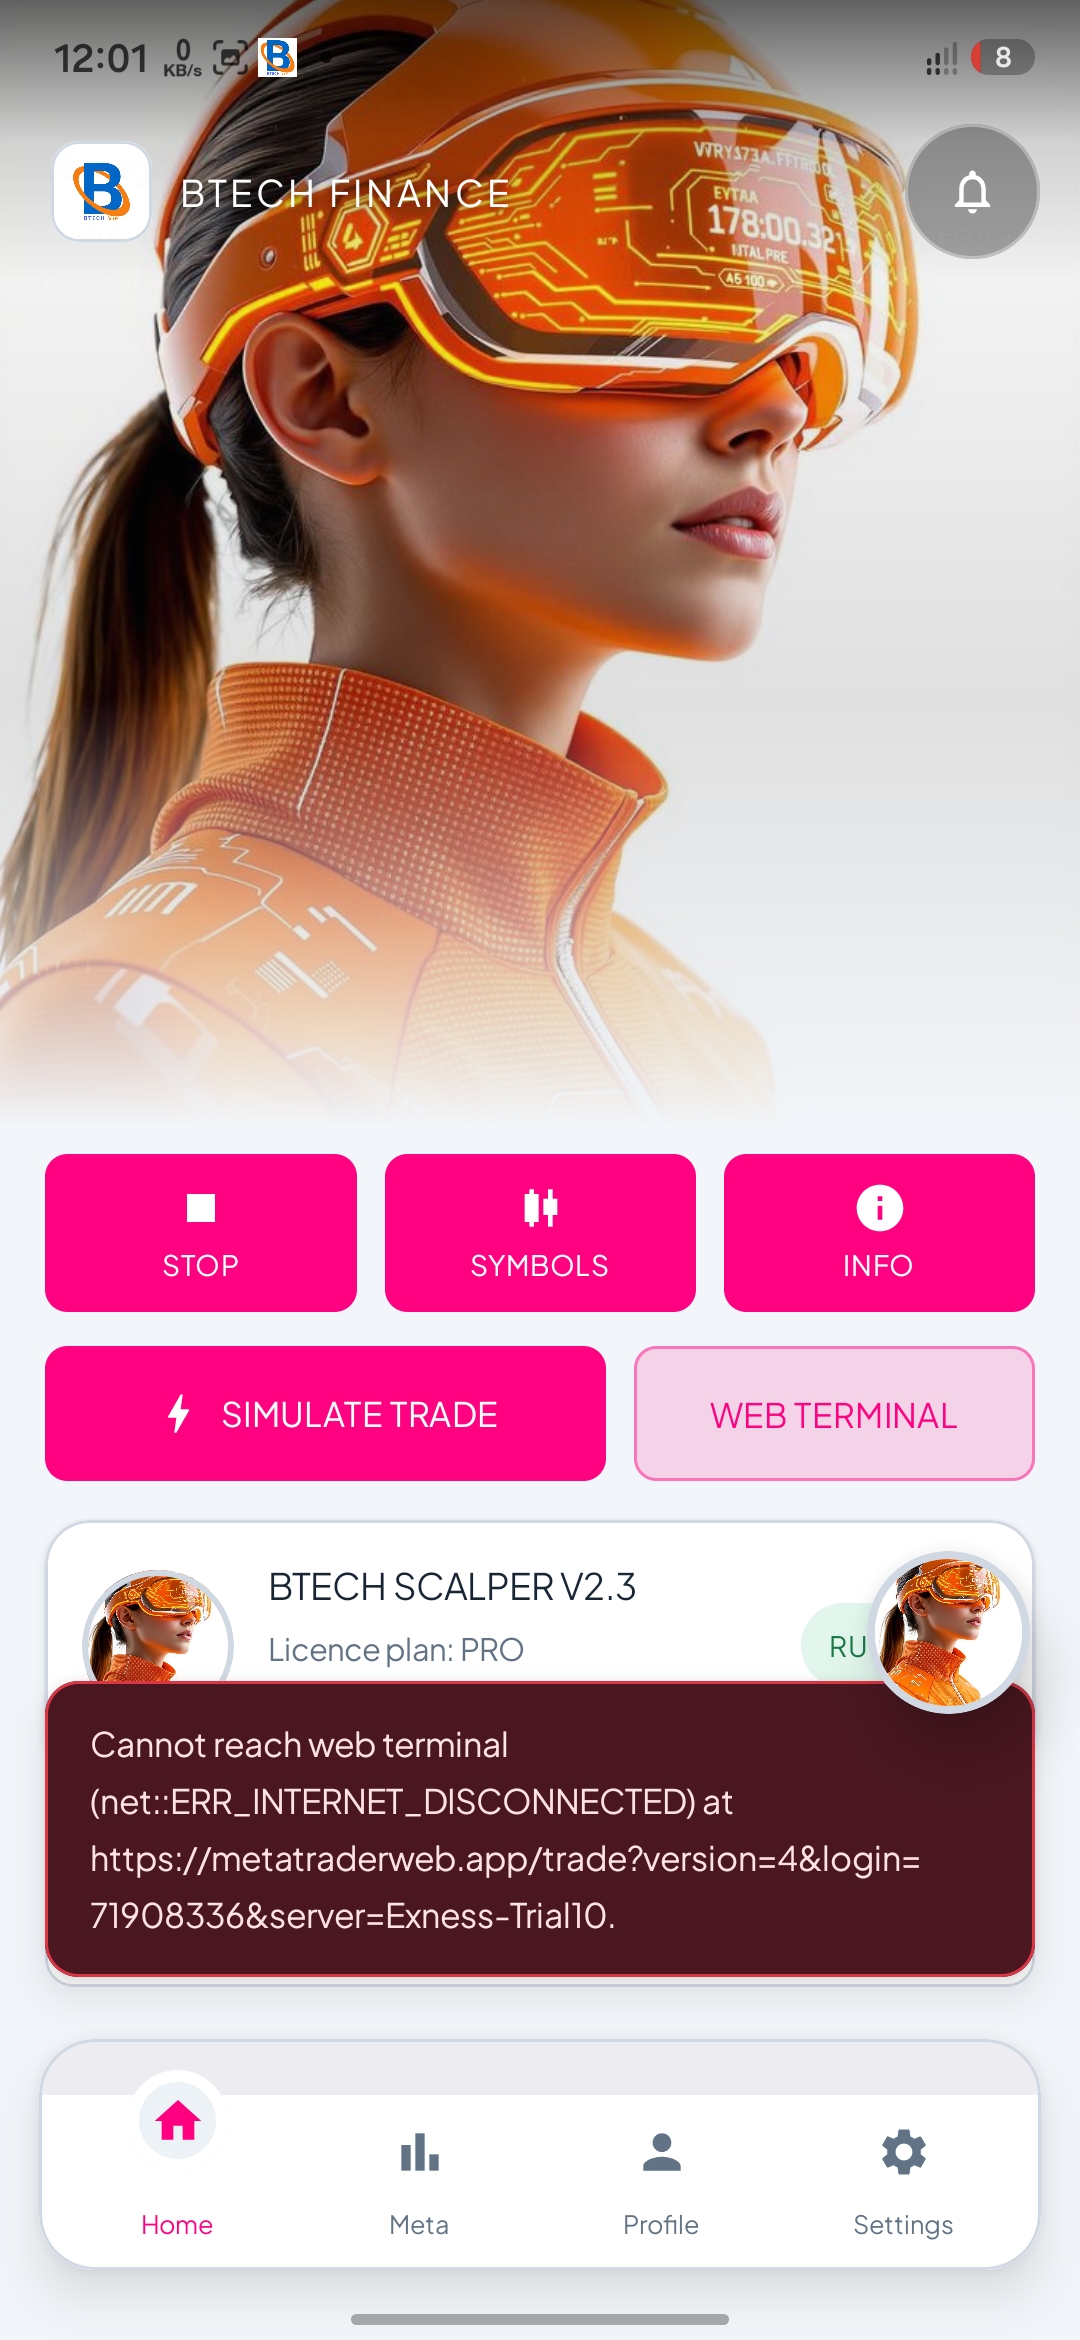 12:01
0
KB/s
8
BTECH FINANCE
178:00.32
STOP
SYMBOLS
INFO
SIMULATE TRADE
WEB TERMINAL
BTECH SCALPER V2.3
Licence plan: PRO
RU
Cannot reach web terminal
(net::ERR_INTERNET_DISCONNECTED) at
https://metatraderweb.app/trade?version=4&login=
71908336&server=Exness-Trial10.
Home
Meta
Profile
Settings